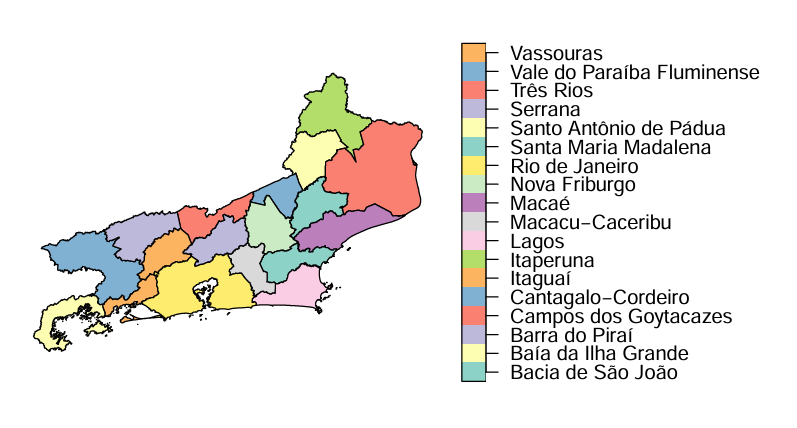 Vassouras
Vale do Paraíba Fluminense
Três Rios
Serrana
Santo Antônio de Pádua
Santa Maria Madalena
Rio de Janeiro
Nova Friburgo
Macaé
Macacu−Caceribu
Lagos
Itaperuna
Itaguaí
Cantagalo−Cordeiro
Campos dos Goytacazes
Barra do Piraí
Baía da Ilha Grande
Bacia de São João